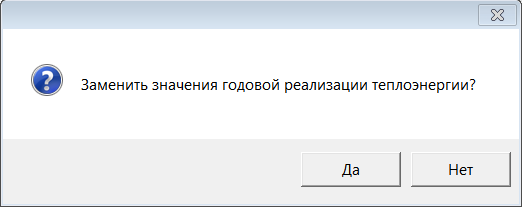 Заменить значения годовой реализации теплоэнергии?
Да
Нет